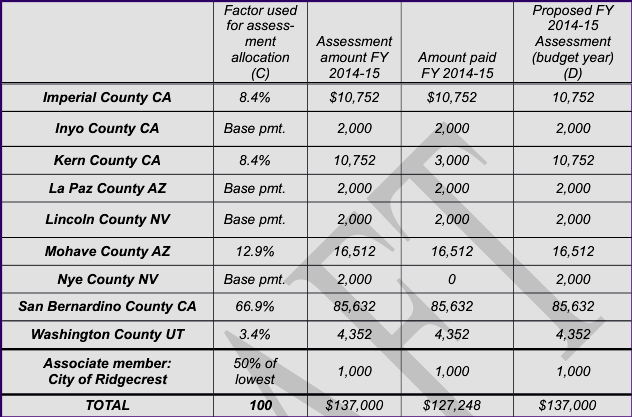 Factor used for assess-ment allocation (C) | Assessment amount FY 2014-15 | Amount paid FY 2014-15 | Proposed FY 2014-15 Assessment (budget year) (D)
Imperial County CA | 8.4% | $10,752 | $10,752 | 10,752
Inyo County CA | Base pmt. | 2,000 | 2,000 | 2,000
Kern County CA | 8.4% | 10,752 | 3,000 | 10,752
La Paz County AZ | Base pmt. | 2,000 | 2,000 | 2,000
Lincoln County NV | Base pmt. | 2,000 | 2,000 | 2,000
Mohave County AZ | 12.9% | 16,512 | 16,512 | 16,512
Nye County NV | Base pmt. | 2,000 | 0 | 2,000
San Bernardino County CA | 66.9% | 85,632 | 85,632 | 85,632
Washington County UT | 3.4% | 4,352 | 4,352 | 4,352
Associate member: City of Ridgecrest | 50% of lowest | 1,000 | 1,000 | 1,000
TOTAL | 100 | $137,000 | $127,248 | $137,000